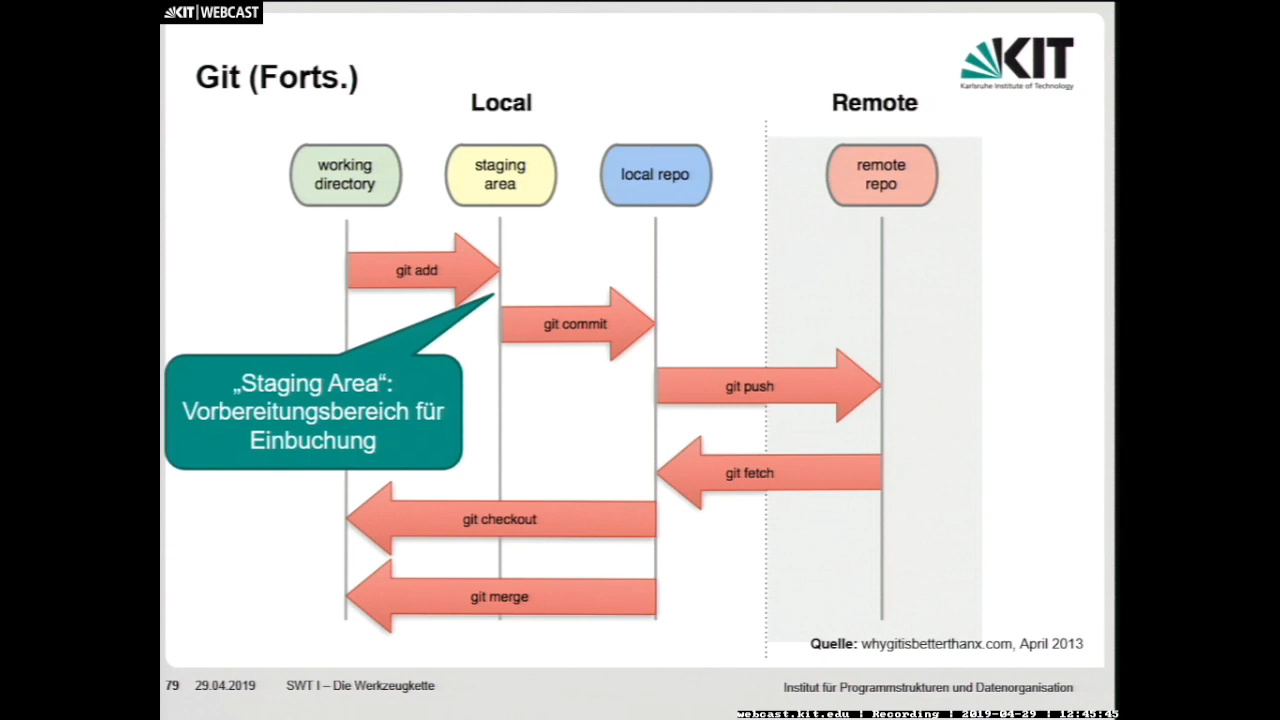 KIT WEBCAST
Git (Forts.)
KIT
Karlsruhe Institute of Technology
Local
Remote
working
directory
staging
area
local repo
remote
repo
git add
git commit
„Staging Area“:
Vorbereitungsbereich für
Einbuchung
git push
git fetch
git checkout
git merge
Quelle: whygitisbetterthanx.com, April 2013
79 29.04.2019 SWT I – Die Werkzeugkette
Institut für Programmstrukturen und Datenorganisation
webcast.kit.edu | Recording | 2019-04-29 | 12:45:45